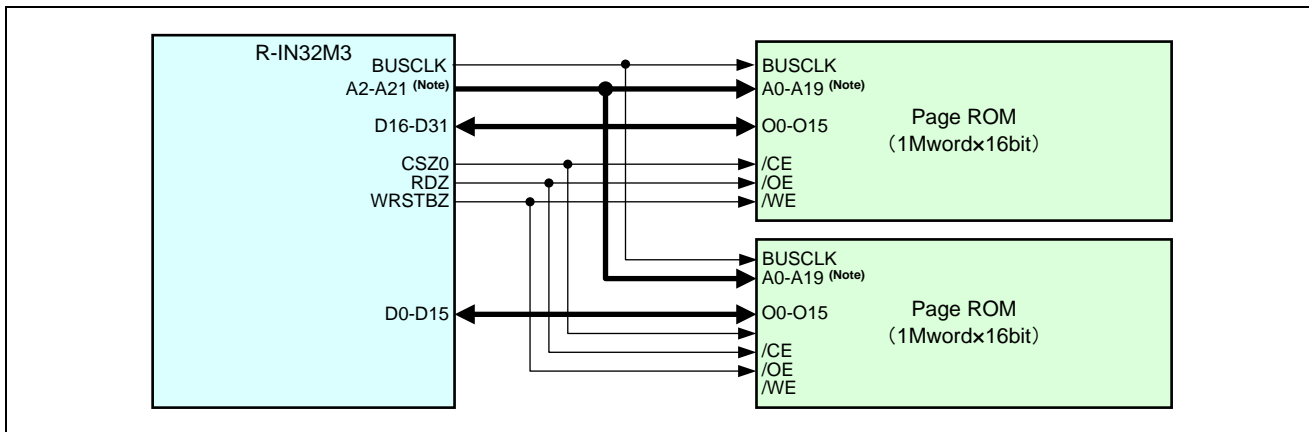 R-IN32M3
BUSCLK
A2-A21 (Note)
D16-D31
CSZ0
RDZ
WRSTBZ
D0-D15
BUSCLK
A0-A19 (Note)
O0-O15
/CE
/OE
/WE
Page ROM
（1Mword×16bit）
BUSCLK
A0-A19 (Note)
O0-O15
/CE
/OE
/WE
Page ROM
（1Mword×16bit）